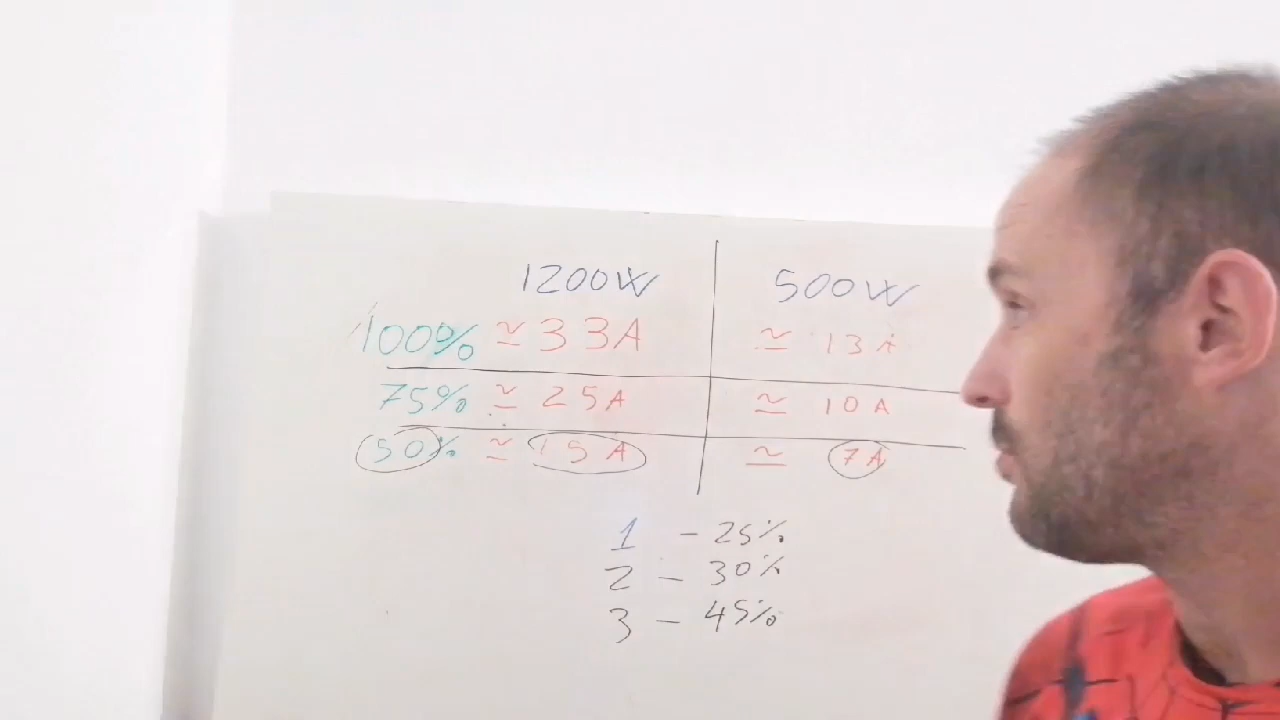 1200W 500W
100% ≃ 33A ≃ 13A
75% ≃ 25A ≃ 10A
50% ≃ 15A ≃ 7A
1 - 25%
2 - 30%
3 - 45%